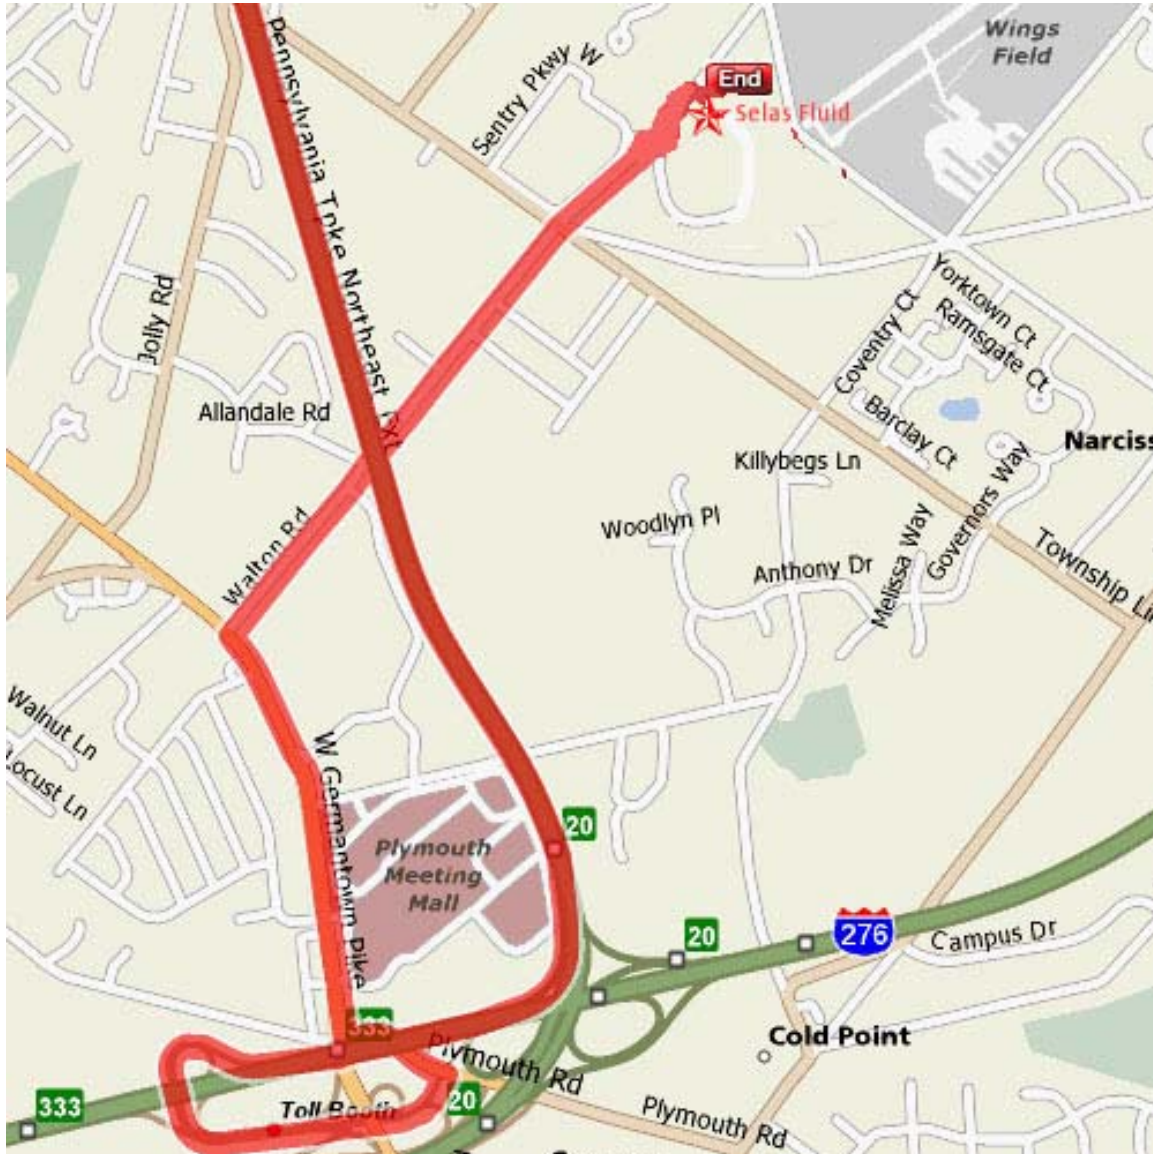 Wings
Field
End
Sentry Pkwy W
Selas Fluid
Pennsylvania Tpke Northeast Ext
Jolly Rd
Yorktown Ct
Ramsgate Ct
Coventry Ct
Allandale Rd
Barclay Ct
Narciss
Killybegs Ln
Governors Way
Woodlyn Pl
Walton Rd
Melissa Way
Anthony Dr
Township Lin
Walnut Ln
Locust Ln
W Germantown Pike
20
Plymouth
Meeting
Mall
20
276
Campus Dr
333
Cold Point
Plymouth Rd
333
Toll Booth
20
Plymouth Rd